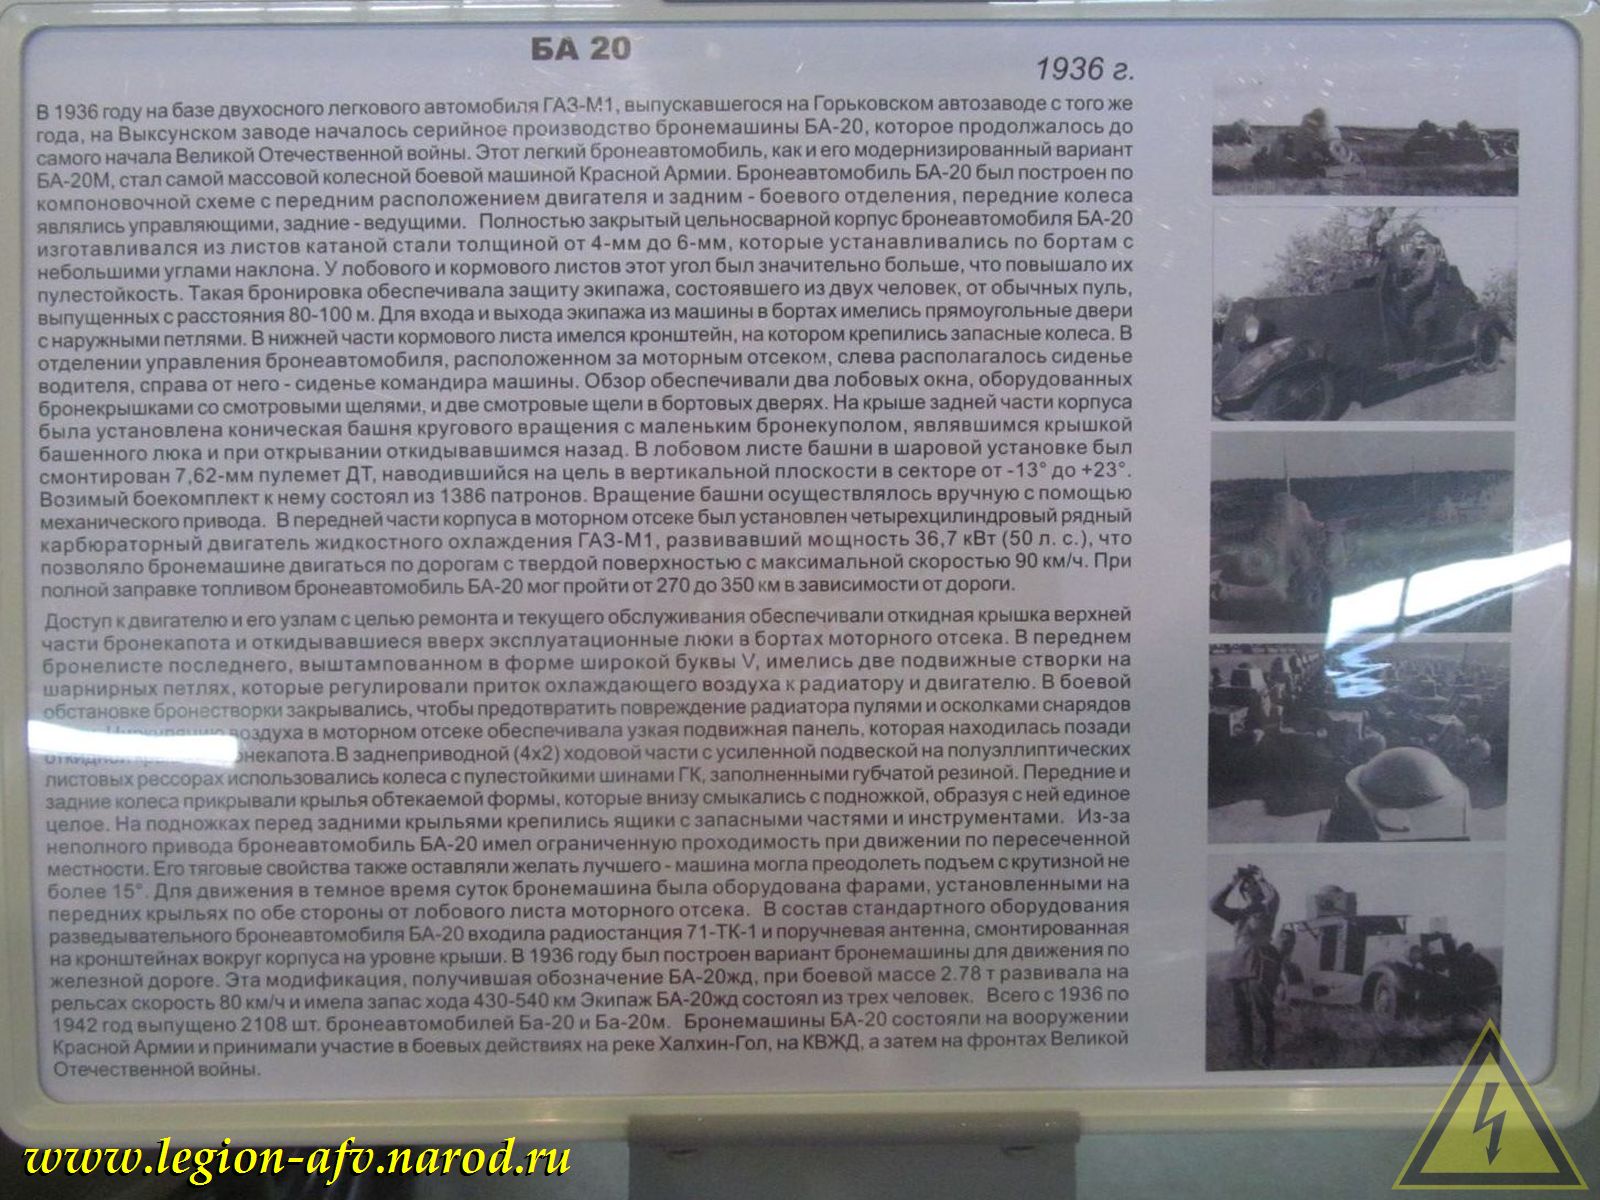 БА 20
1936 г.
В 1936 году на базе двухосного легкового автомобиля ГАЗ-М1, выпускавшегося на Горьковском автозаводе с того же
года, на Выксунском заводе началось серийное производство бронемашины БА-20, которое продолжалось до
самого начала Великой Отечественной войны. Этот легкий бронеавтомобиль, как и его модернизированный вариант
БА-20М, стал самой массовой колесной боевой машиной Красной Армии. Бронеавтомобиль БА-20 был построен по
компоновочной схеме с передним расположением двигателя и задним - боевого отделения, передние колеса
являлись управляющими, задние - ведущими. Полностью закрытый цельносварной корпус бронеавтомобиля БА-20
изготавливался из листов катаной стали толщиной от 4-мм до 6-мм, которые устанавливались по бортам с
небольшими углами наклона. У лобового и кормового листов этот угол был значительно больше, что повышало их
пулестойкость. Такая бронировка обеспечивала защиту экипажа, состоявшего из двух человек, от обычных пуль,
выпущенных с расстояния 80-100 м. Для входа и выхода экипажа из машины в бортах имелись прямоугольные двери
с наружными петлями. В нижней части кормового листа имелся кронштейн, на котором крепились запасные колеса. В
отделении управления бронеавтомобиля, расположенном за моторным отсеком, слева располагалось сиденье
водителя, справа от него - сиденье командира машины. Обзор обеспечивали два лобовых окна, оборудованных
бронекрышками со смотровыми щелями, и две смотровые щели в бортовых дверях. На крыше задней части корпуса
была установлена коническая башня кругового вращения с маленьким бронекуполом, являвшимся крышкой
башенного люка и при открывании откидывавшимся назад. В лобовом листе башни в шаровой установке был
смонтирован 7,62-мм пулемет ДТ, наводившийся на цель в вертикальной плоскости в секторе от -13° до +23°.
Возимый боекомплект к нему состоял из 1386 патронов. Вращение башни осуществлялось вручную с помощью
механического привода. В передней части корпуса в моторном отсеке был установлен четырехцилиндровый рядный
карбюраторный двигатель жидкостного охлаждения ГАЗ-М1, развивавший мощность 36,7 кВт (50 л. с.), что
позволяло бронемашине двигаться по дорогам с твердой поверхностью с максимальной скоростью 90 км/ч. При
полной заправке топливом бронеавтомобиль БА-20 мог пройти от 270 до 350 км в зависимости от дороги.
Доступ к двигателю и его узлам с целью ремонта и текущего обслуживания обеспечивали откидная крышка верхней
части бронекапота и откидывавшиеся вверх эксплуатационные люки в бортах моторного отсека. В переднем
бронелисте последнего, выштампованном в форме широкой буквы V, имелись две подвижные створки на
шарнирных петлях, которые регулировали приток охлаждающего воздуха к радиатору и двигателю. В боевой
обстановке бронестворки закрывались, чтобы предотвратить повреждение радиатора пулями и осколками снарядов
воздуха в моторном отсеке обеспечивала узкая подвижная панель, которая находилась позади
откидной бронекапота.В заднеприводной (4х2) ходовой части с усиленной подвеской на полуэллиптических
листовых рессорах использовались колеса с пулестойкими шинами ГК, заполненными губчатой резиной. Передние и
задние колеса прикрывали крылья обтекаемой формы, которые внизу смыкались с подножкой, образуя с ней единое
целое. На подножках перед задними крыльями крепились ящики с запасными частями и инструментами. Из-за
неполного привода бронеавтомобиль БА-20 имел ограниченную проходимость при движении по пересеченной
местности. Его тяговые свойства также оставляли желать лучшего - машина могла преодолеть подъем с крутизной не
более 15°. Для движения в темное время суток бронемашина была оборудована фарами, установленными на
передних крыльях по обе стороны от лобового листа моторного отсека. В состав стандартного оборудования
разведывательного бронеавтомобиля БА-20 входила радиостанция 71-ТК-1 и поручневая антенна, смонтированная
на кронштейнах вокруг корпуса на уровне крыши. В 1936 году был построен вариант бронемашины для движения по
железной дороге. Эта модификация, получившая обозначение БА-20жд, при боевой массе 2.78 т развивала на
рельсах скорость 80 км/ч и имела запас хода 430-540 км Экипаж БА-20жд состоял из трех человек. Всего с 1936 по
1942 год выпущено 2108 шт. бронеавтомобилей Ба-20 и Ба-20м. Бронемашины БА-20 состояли на вооружении
Красной Армии и принимали участие в боевых действиях на реке Халхин-Гол, на КВЖД, а затем на фронтах Великой
Отечественной войны.
www.legion-afv.narod.ru